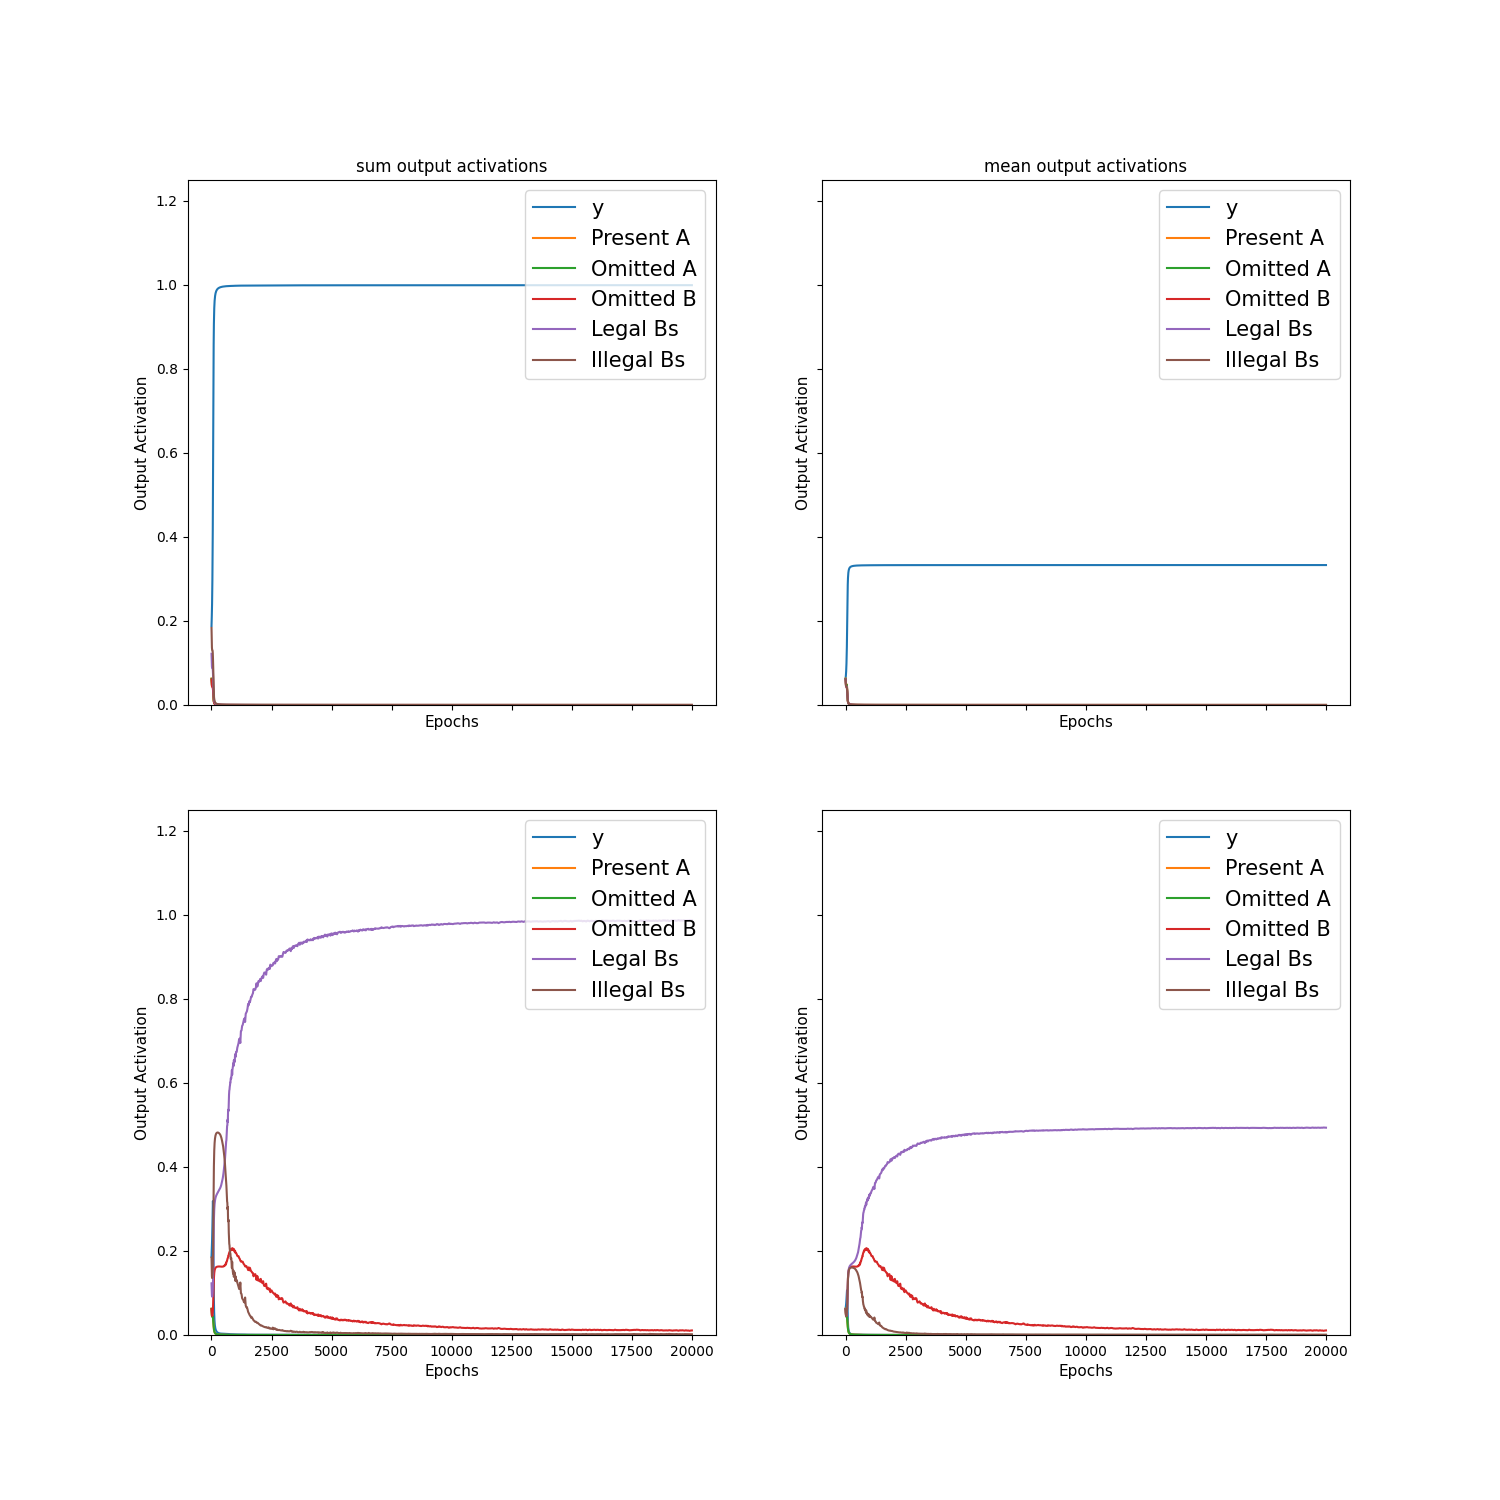 sum output activations
mean output activations
1.2
1.0
0.8
0.6
0.4
0.2
0.0
Output Activation
Epochs
y
Present A
Omitted A
Omitted B
Legal Bs
Illegal Bs
Output Activation
Epochs
y
Present A
Omitted A
Omitted B
Legal Bs
Illegal Bs
1.2
1.0
0.8
0.6
0.4
0.2
0.0
Output Activation
0 2500 5000 7500 10000 12500 15000 17500 20000
Epochs
y
Present A
Omitted A
Omitted B
Legal Bs
Illegal Bs
Output Activation
0 2500 5000 7500 10000 12500 15000 17500 20000
Epochs
y
Present A
Omitted A
Omitted B
Legal Bs
Illegal Bs